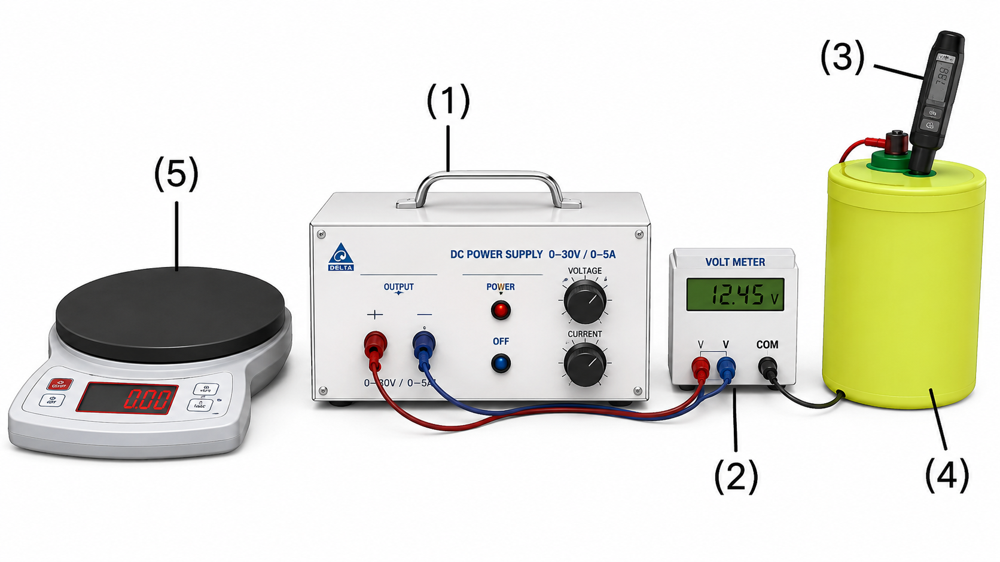 (1)
(3)
(5)
DELTA
DC POWER SUPPLY 0–30V / 0–5A
VOLTAGE
OUTPUT
POWER
+ –
OFF
CURRENT
VOLT METER
12.45 V
V V COM
0.00
(2)
(4)